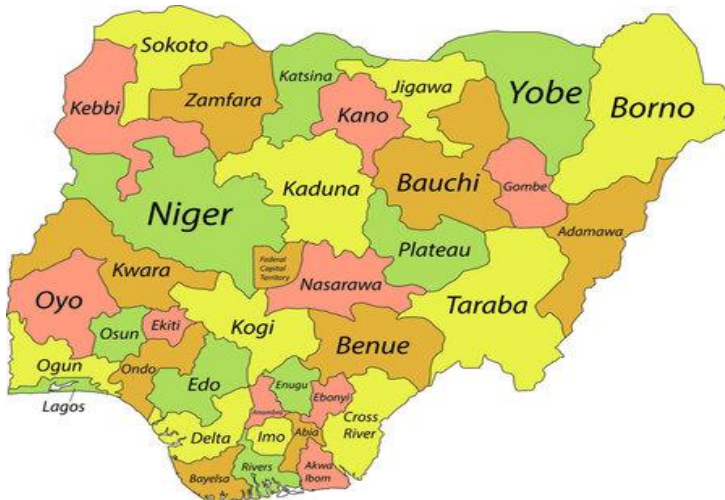 Sokoto
Katsina
Jigawa
Yobe
Borno
Kebbi
Zamfara
Kano
Kaduna
Bauchi
Gombe
Niger
Adamawa
Plateau
Federal
Capital
Territory
Kwara
Nasarawa
Taraba
Oyo
Osun
Ekiti
Kogi
Benue
Ogun
Ondo
Edo
Enugu
Ebonyi
Lagos
Anambra
Cross
River
Delta
Imo
Abia
Bayelsa
Rivers
Akwa
Ibom